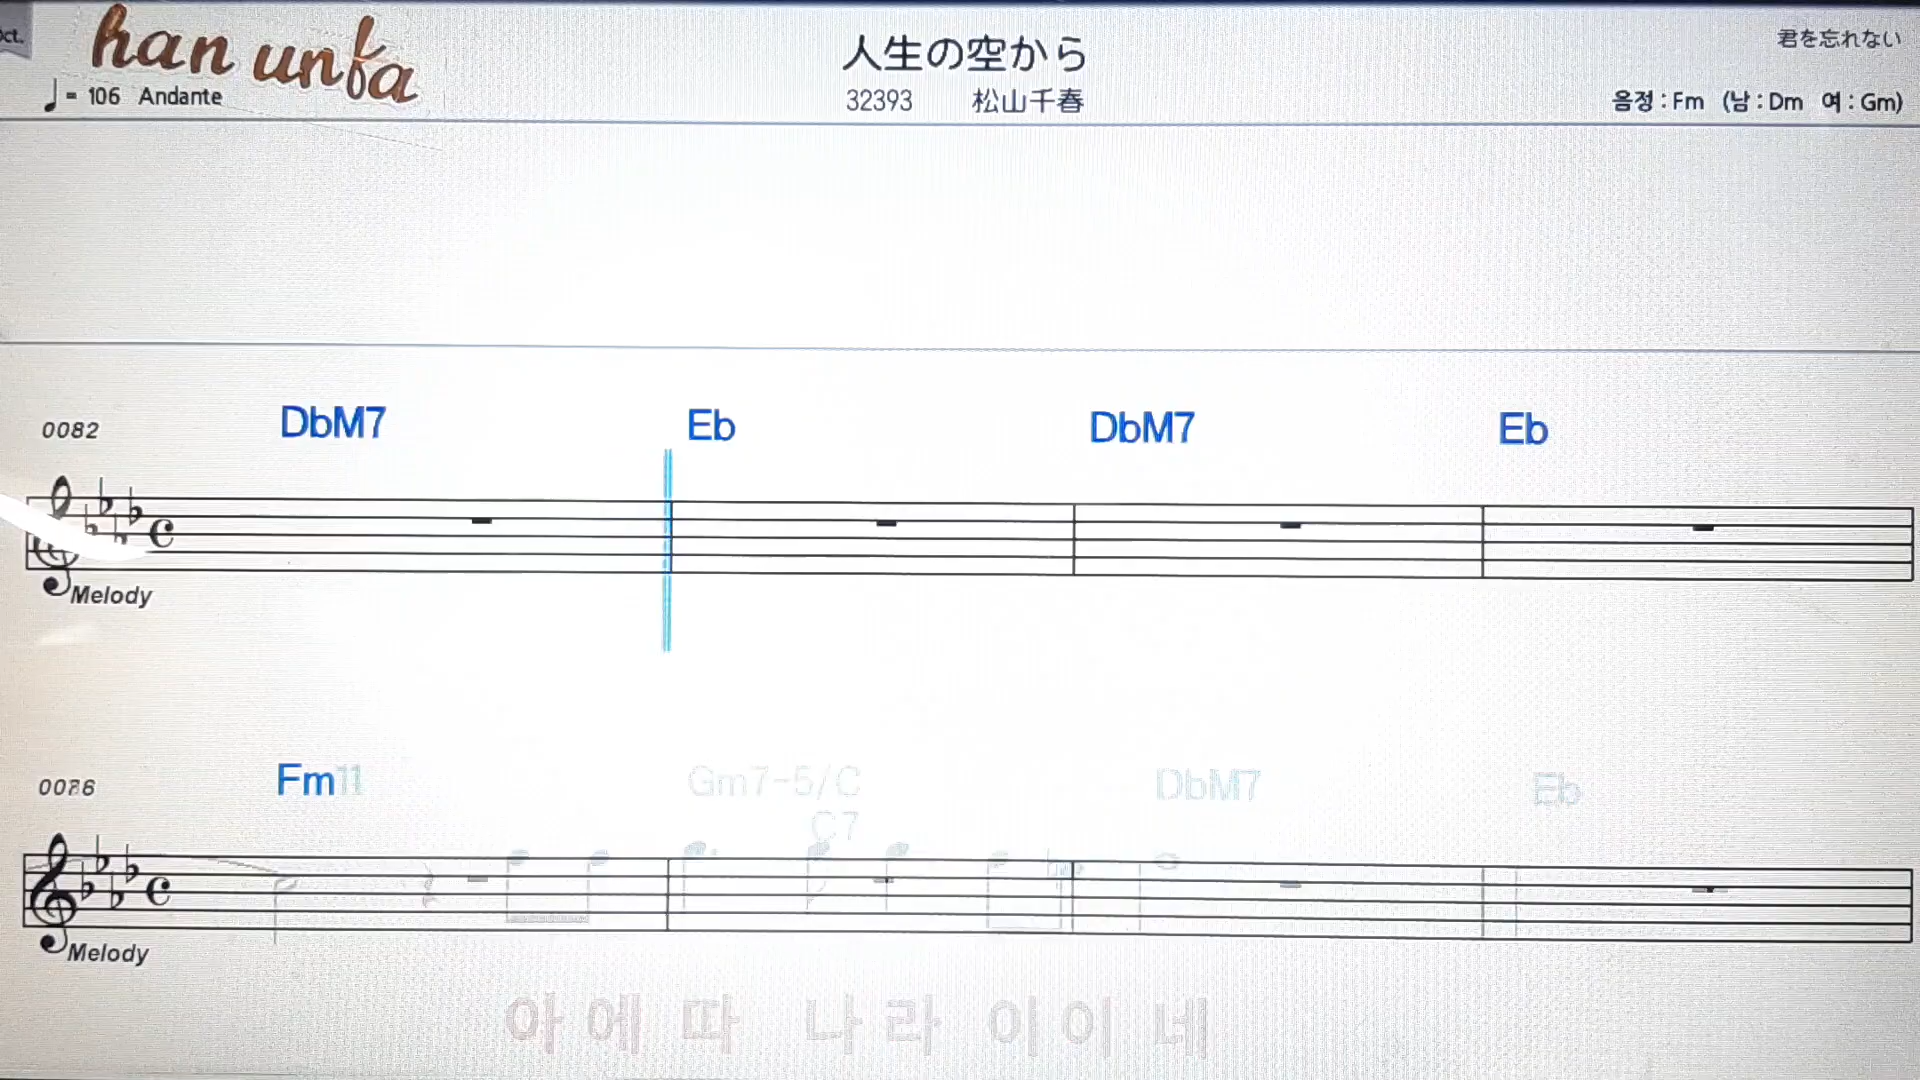 Oct.
han unfa
人生の空から
君を忘れない
♩= 106 Andante
32393 松山千春
음정 : Fm (남 : Dm 여 : Gm)
0082
DbM7 Eb DbM7 Eb
Melody
Fm
Gm7-5/C DbM7 Eb
C7
Melody
아 에 따 나 라 이 이 네